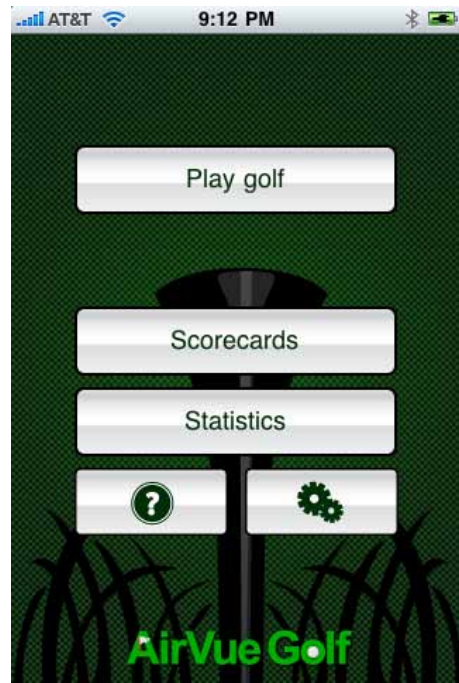 AT&T 9:12 PM
Play golf
Scorecards
Statistics
?
AirVue Golf